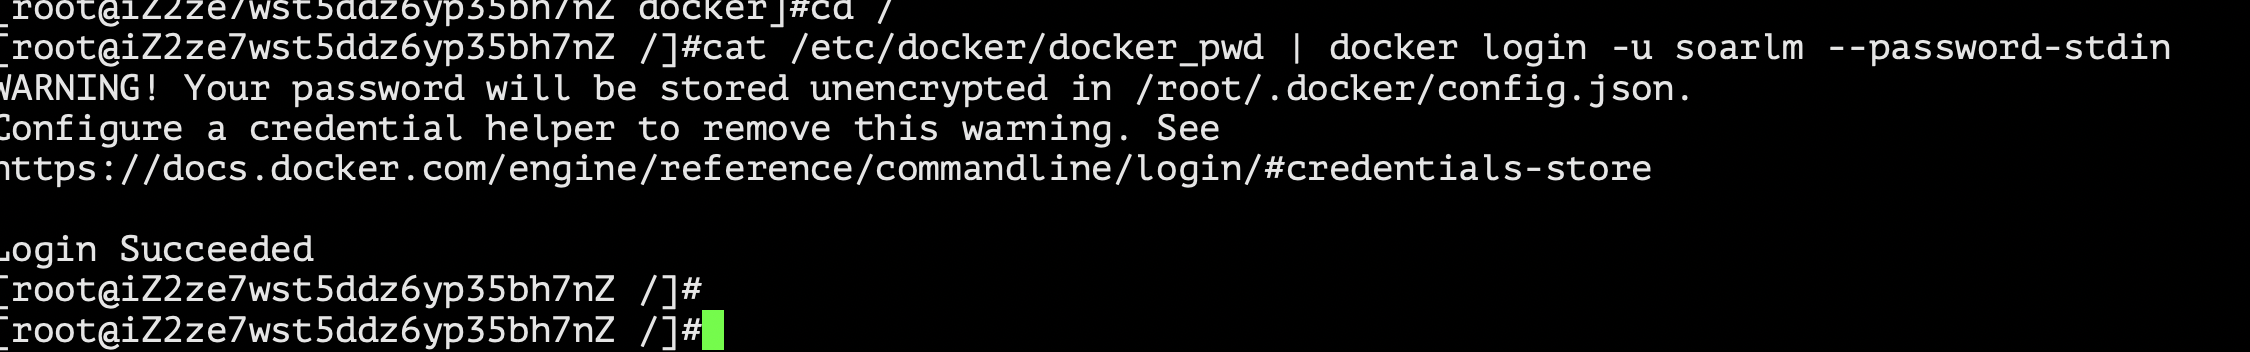 [root@iZ2ze7wst5ddz6yp35bh7nZ docker]#cd /
[root@iZ2ze7wst5ddz6yp35bh7nZ /]#cat /etc/docker/docker_pwd | docker login -u soarlm --password-stdin
WARNING! Your password will be stored unencrypted in /root/.docker/config.json.
Configure a credential helper to remove this warning. See
https://docs.docker.com/engine/reference/commandline/login/#credentials-store
Login Succeeded
[root@iZ2ze7wst5ddz6yp35bh7nZ /]#
[root@iZ2ze7wst5ddz6yp35bh7nZ /]#